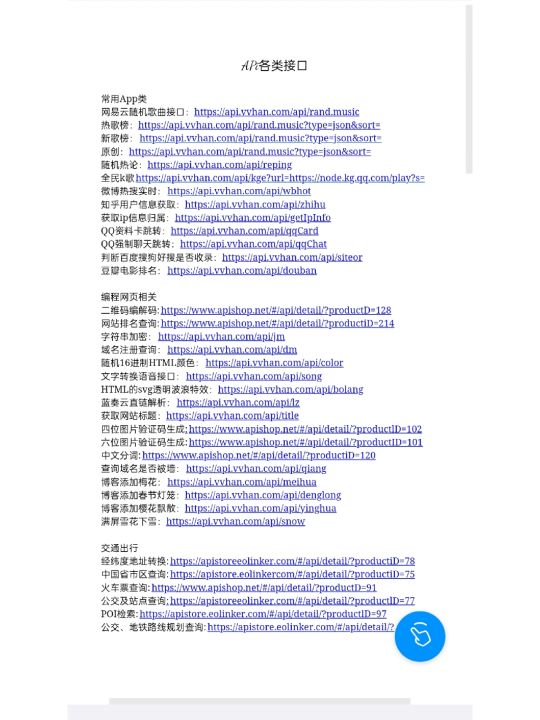 APi各类接口
常用App类
网易云随机歌曲接口：https://api.vvhan.com/api/rand.music
热歌榜：https://api.vvhan.com/api/rand.music?type=json&sort=
新歌榜：https://api.vvhan.com/api/rand.music?type=json&sort=
原创：https://api.vvhan.com/api/rand.music?type=json&sort=
随机热论：https://api.vvhan.com/api/reping
全民k歌https://api.vvhan.com/api/kge?url=https://node.kg.qq.com/play?s=
微博热搜实时：https://api.vvhan.com/api/wbhot
知乎用户信息获取：https://api.vvhan.com/api/zhihu
获取ip信息归属：https://api.vvhan.com/api/getIpInfo
QQ资料卡跳转：https://api.vvhan.com/api/qqCard
QQ强制聊天跳转：https://api.vvhan.com/api/qqChat
判断百度搜狗好搜是否收录：https://api.vvhan.com/api/siteor
豆瓣电影排名：https://api.vvhan.com/api/douban
编程网页相关
二维码编解码:https://www.apishop.net/#/api/detail/?productID=128
网站排名查询:https://www.apishop.net/#/api/detail/?productID=214
字符串加密：https://api.vvhan.com/api/jm
域名注册查询：https://api.vvhan.com/api/dm
随机16进制HTML颜色：https://api.vvhan.com/api/color
文字转换语音接口：https://api.vvhan.com/api/song
HTML的svg透明波浪特效：https://api.vvhan.com/api/bolang
蓝奏云直链解析：https://api.vvhan.com/api/lz
获取网站标题：https://api.vvhan.com/api/title
四位图片验证码生成:https://www.apishop.net/#/api/detail/?productID=102
六位图片验证码生成:https://www.apishop.net/#/api/detail/?productID=101
中文分词:https://www.apishop.net/#/api/detail/?productiD=120
查询域名是否被墙：https://api.vvhan.com/api/qiang
博客添加梅花：https://api.vvhan.com/api/meihua
博客添加春节灯笼：https://api.vvhan.com/api/denglong
博客添加樱花飘散：https://api.vvhan.com/api/yinghua
满屏雪花下雪：https://api.vvhan.com/api/snow
交通出行
经纬度地址转换:https://apistoreeolinker.com/#/api/detail/?productiD=78
中国省市区查询:https://apistore.eolinkercom/#/api/detail/?productiD=75
火车票查询:https://www.apishop.net/#api/detail/?productiD=91
公交及站点查询:https://apistoreeolinker.com/#/api/detail/?productiD=77
POI检索:https://apistore.eolinker.com/#/api/detail/?productiD=97
公交、地铁路线规划查询:https://apistore.eolinker.com/#/api/detail/?